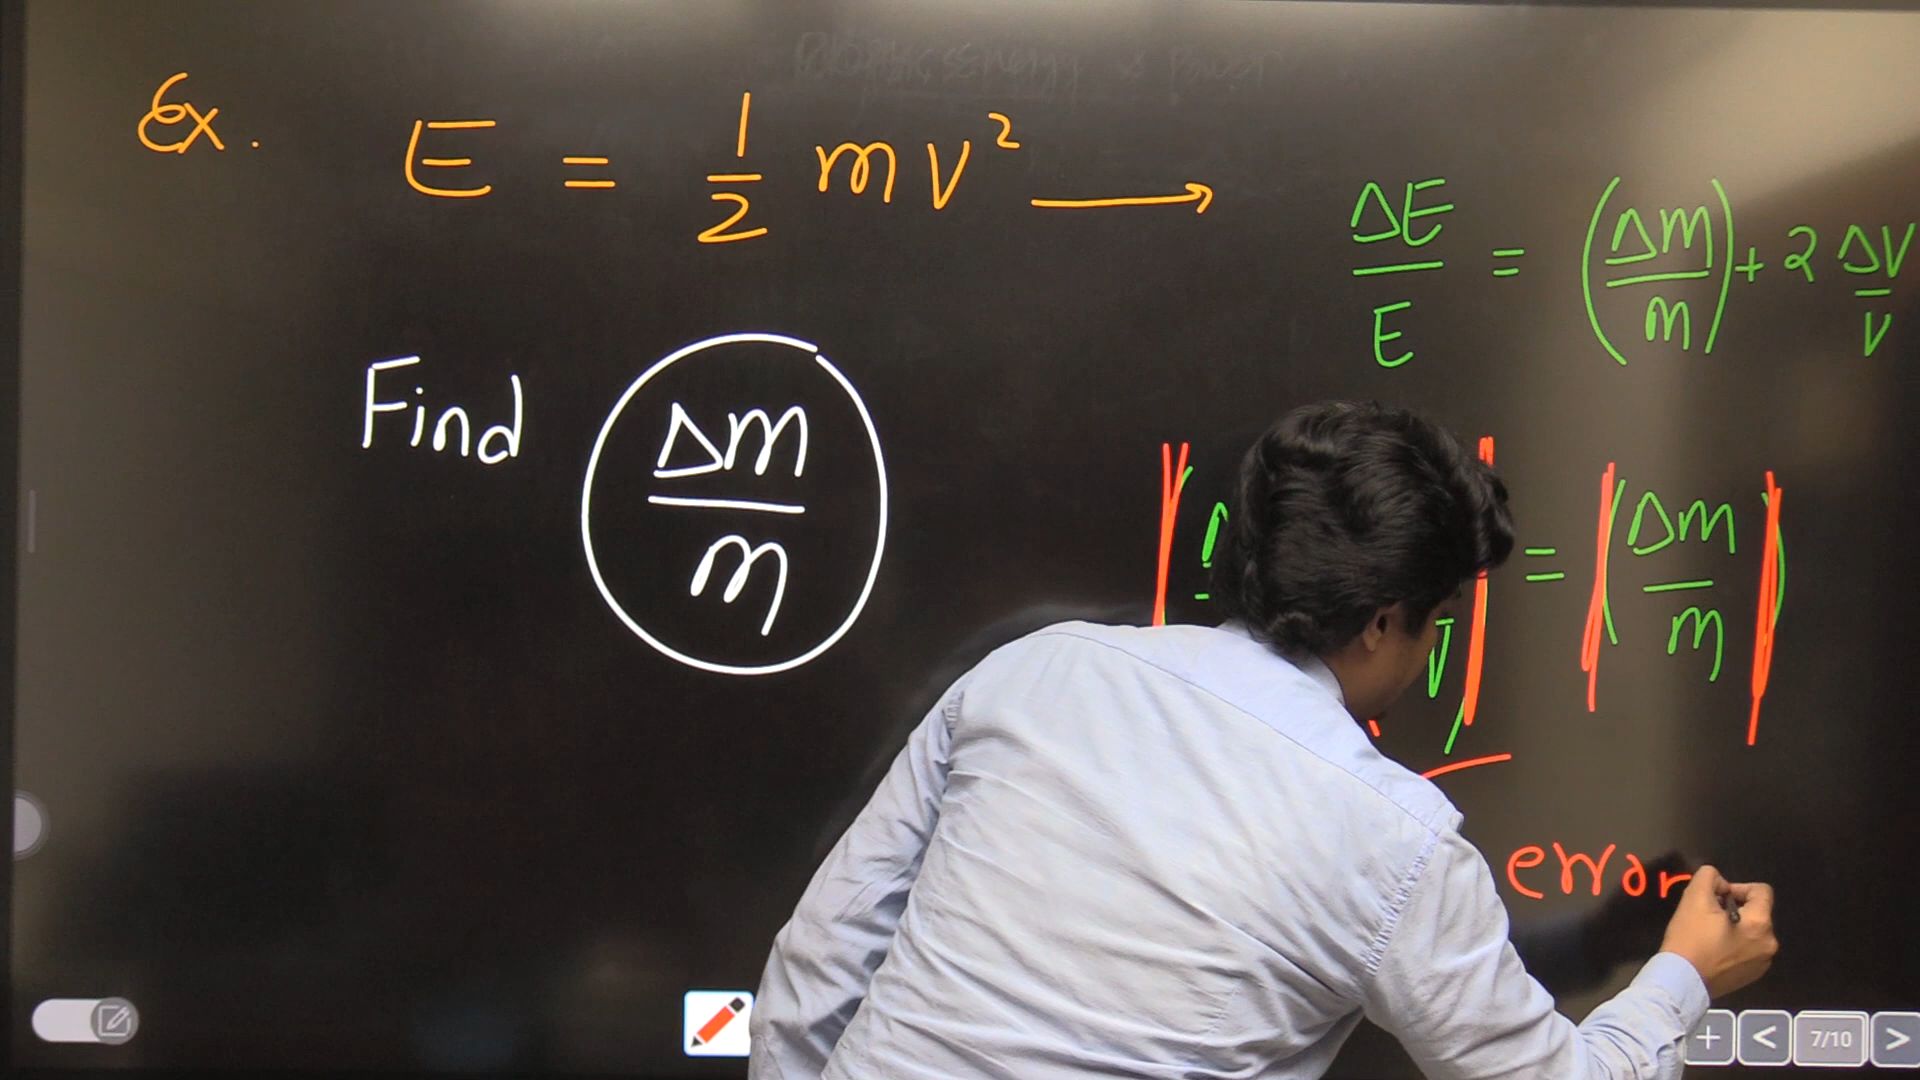 Ex. E = 1/2 mv²
ΔE/E = (Δm/m) + 2 Δv/v
Find Δm/m
= |(Δm/m)|
error
7/10